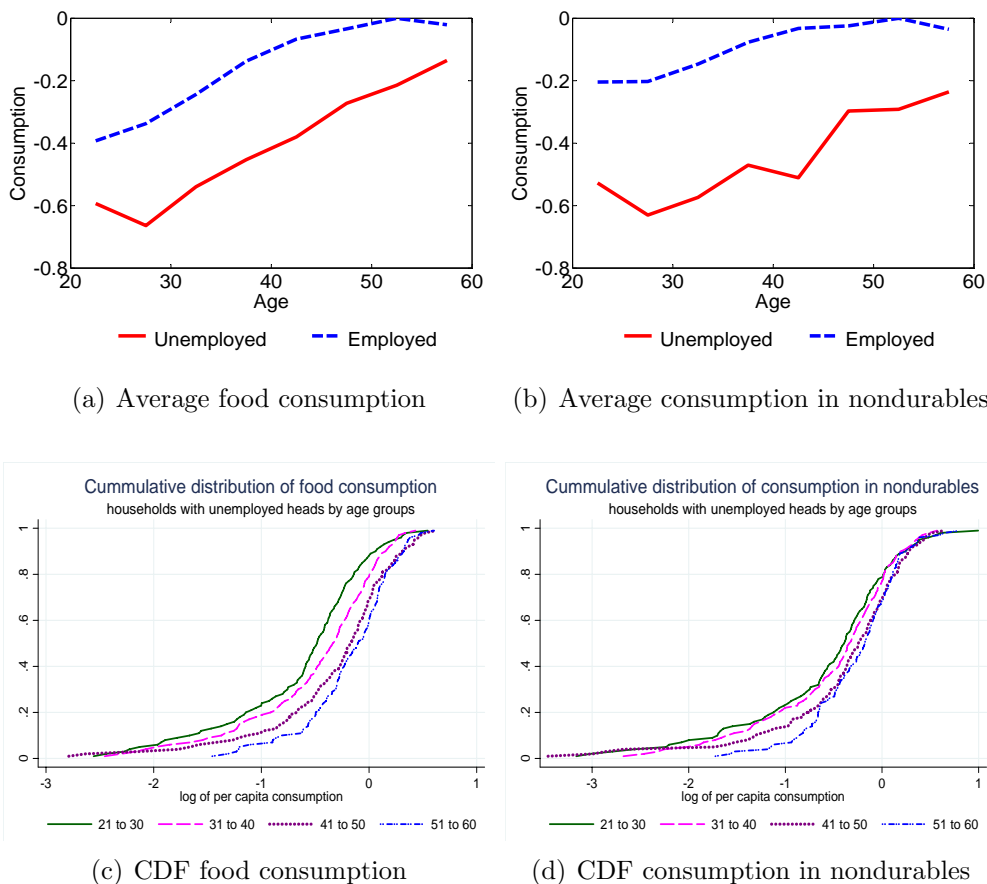 0
-0.2
-0.4
-0.6
-0.8
Consumption
20 30 40 50 60
Age
Unemployed Employed
(a) Average food consumption
0
-0.2
-0.4
-0.6
-0.8
Consumption
20 30 40 50 60
Age
Unemployed Employed
(b) Average consumption in nondurables
Cummulative distribution of food consumption
households with unemployed heads by age groups
1
.8
.6
.4
.2
0
-3 -2 -1 0 1
log of per capita consumption
21 to 30 31 to 40 41 to 50 51 to 60
(c) CDF food consumption
Cummulative distribution of consumption in nondurables
households with unemployed heads by age groups
1
.8
.6
.4
.2
0
-3 -2 -1 0 1
log of per capita consumption
21 to 30 31 to 40 41 to 50 51 to 60
(d) CDF consumption in nondurables